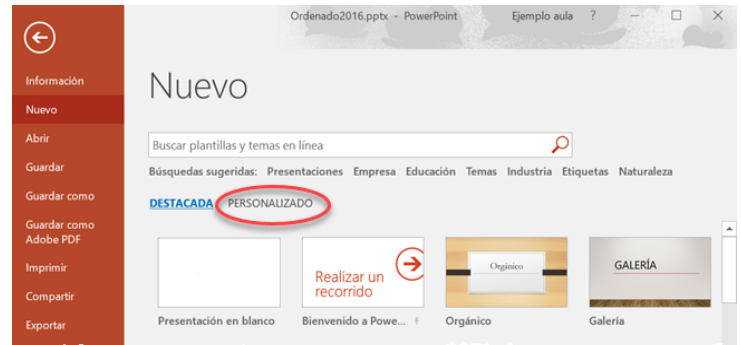 Ordenado2016.pptx - PowerPoint Ejemplo aula ? — □ ×
Información
Nuevo
Abrir
Guardar
Guardar como
Guardar como
Adobe PDF
Imprimir
Compartir
Exportar
Nuevo
Buscar plantillas y temas en línea
Búsquedas sugeridas: Presentaciones Empresa Educación Temas Industria Etiquetas Naturaleza
DESTACADA PERSONALIZADO
Realizar un
recorrido
Orgánico
GALERÍA
Presentación en blanco Bienvenido a Powe... Orgánico Galería